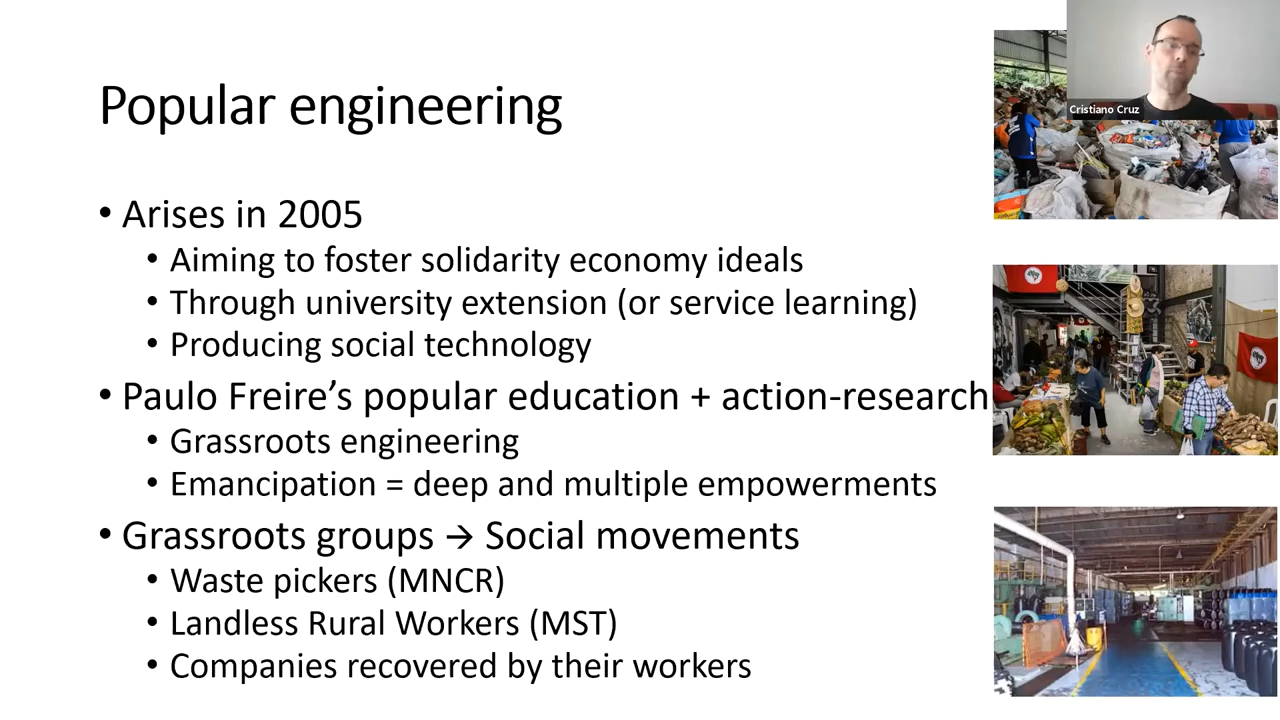 Popular engineering
• Arises in 2005
• Aiming to foster solidarity economy ideals
• Through university extension (or service learning)
• Producing social technology
• Paulo Freire’s popular education + action-research
• Grassroots engineering
• Emancipation = deep and multiple empowerments
• Grassroots groups → Social movements
• Waste pickers (MNCR)
• Landless Rural Workers (MST)
• Companies recovered by their workers
Cristiano Cruz